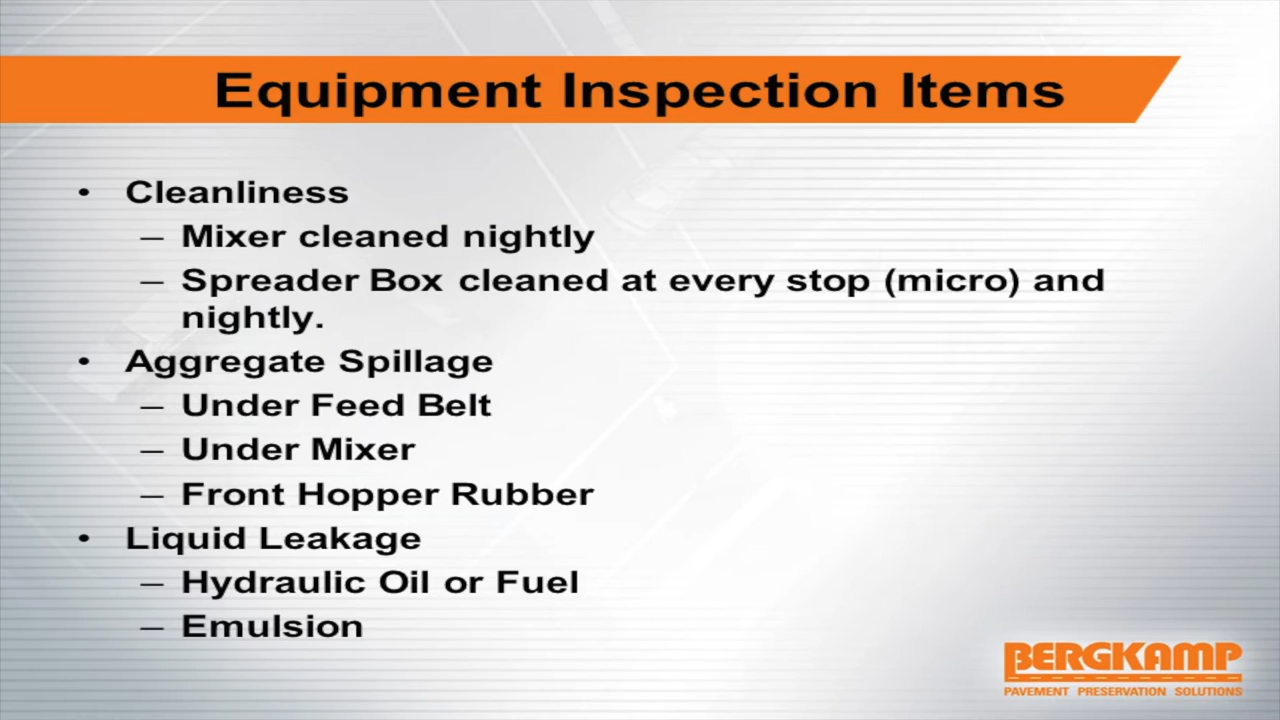 Equipment Inspection Items
• Cleanliness
– Mixer cleaned nightly
– Spreader Box cleaned at every stop (micro) and
nightly.
• Aggregate Spillage
– Under Feed Belt
– Under Mixer
– Front Hopper Rubber
• Liquid Leakage
– Hydraulic Oil or Fuel
– Emulsion
BERGKAMP
PAVEMENT PRESERVATION SOLUTIONS